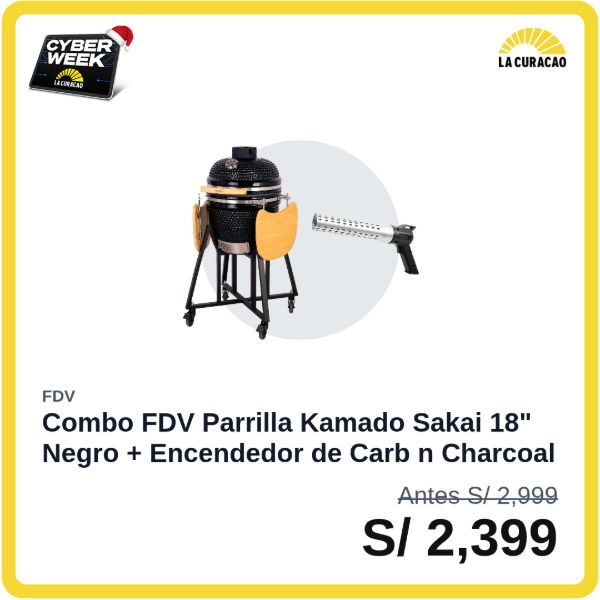 CYBER
WEEK
LA CURACAO
LA CURACAO
FDV
Combo FDV Parrilla Kamado Sakai 18"
Negro + Encendedor de Carb n Charcoal
Antes S/ 2,999
S/ 2,399